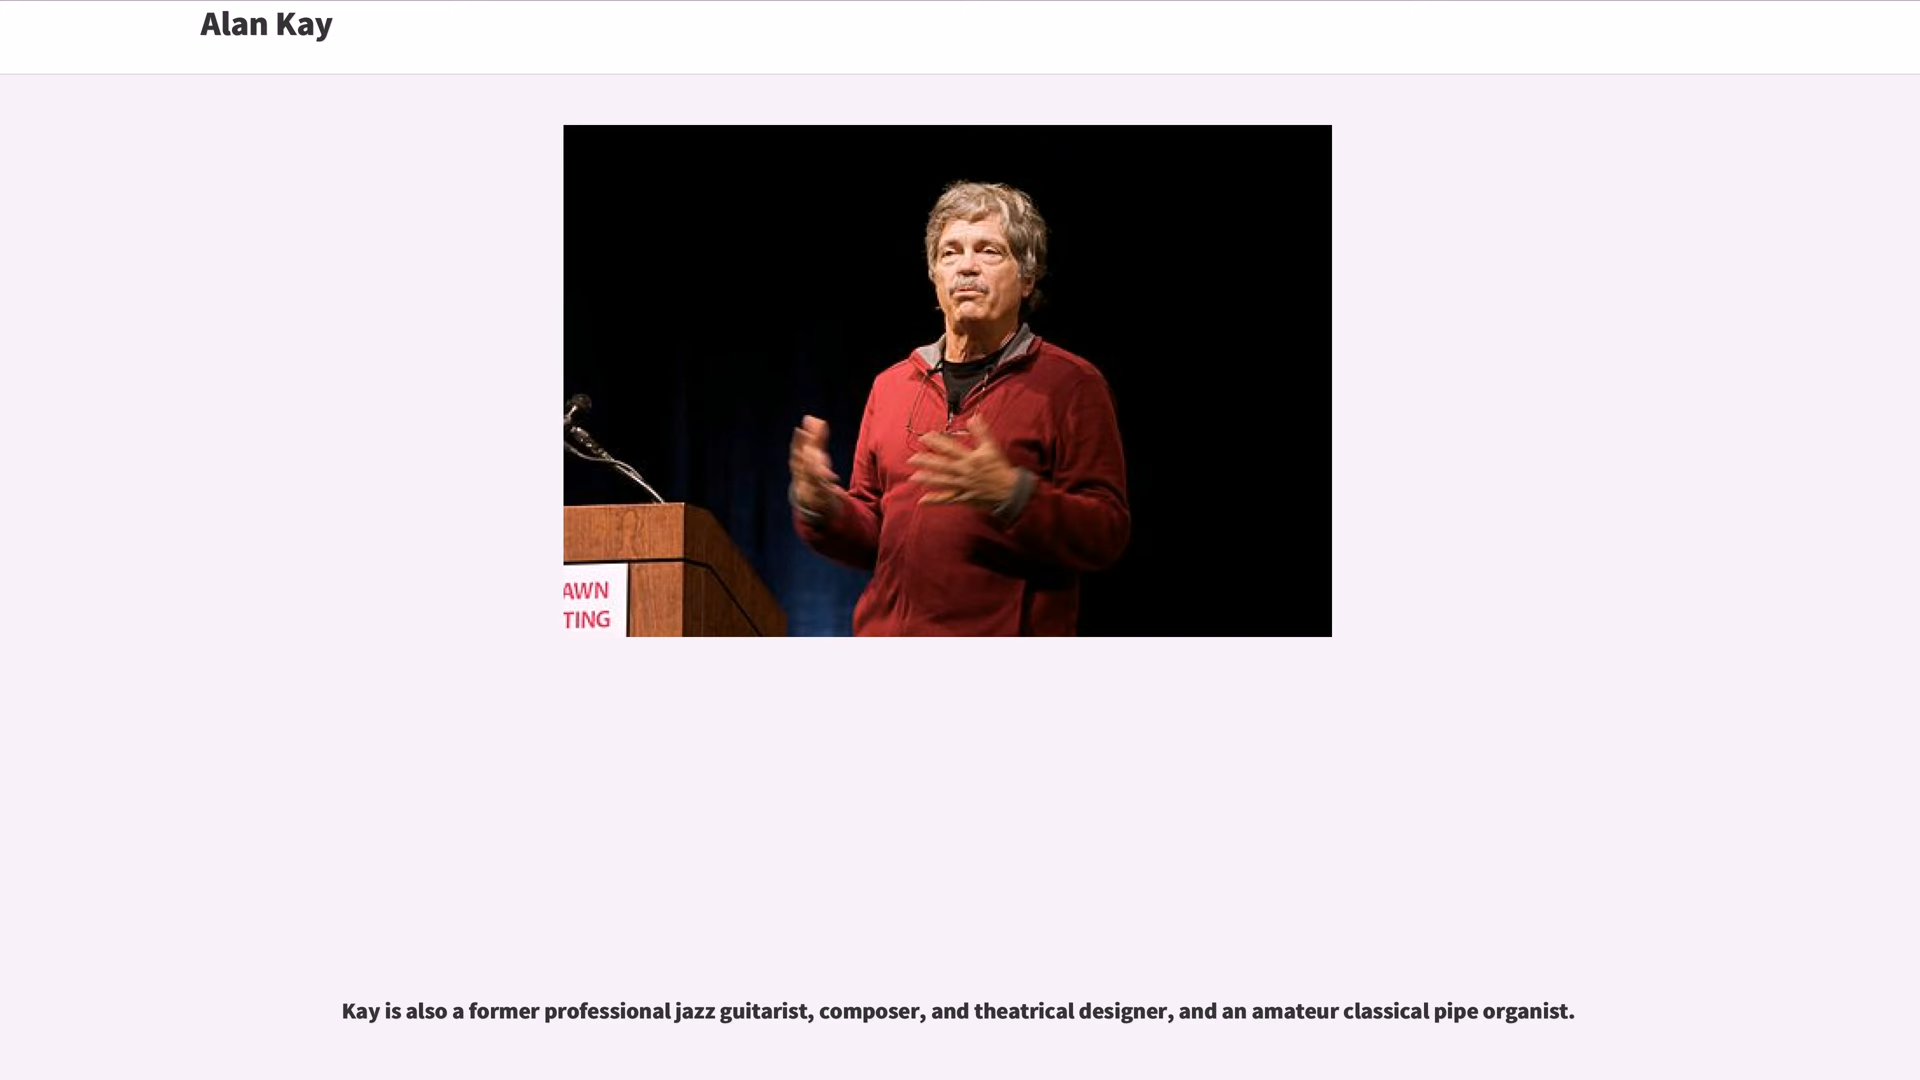 Alan Kay
AWN
TING
Kay is also a former professional jazz guitarist, composer, and theatrical designer, and an amateur classical pipe organist.